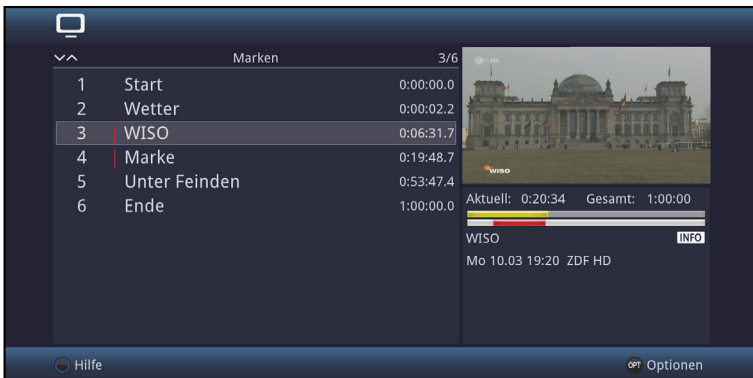 Marken 3/6
1 Start 0:00:00.0
2 Wetter 0:00:02.2
3 WISO 0:06:31.7
4 Marke 0:19:48.7
5 Unter Feinden 0:53:47.4
6 Ende 1:00:00.0
wiso
Aktuell: 0:20:34 Gesamt: 1:00:00
WISO INFO
Mo 10.03 19:20 ZDF HD
Hilfe
OPT Optionen